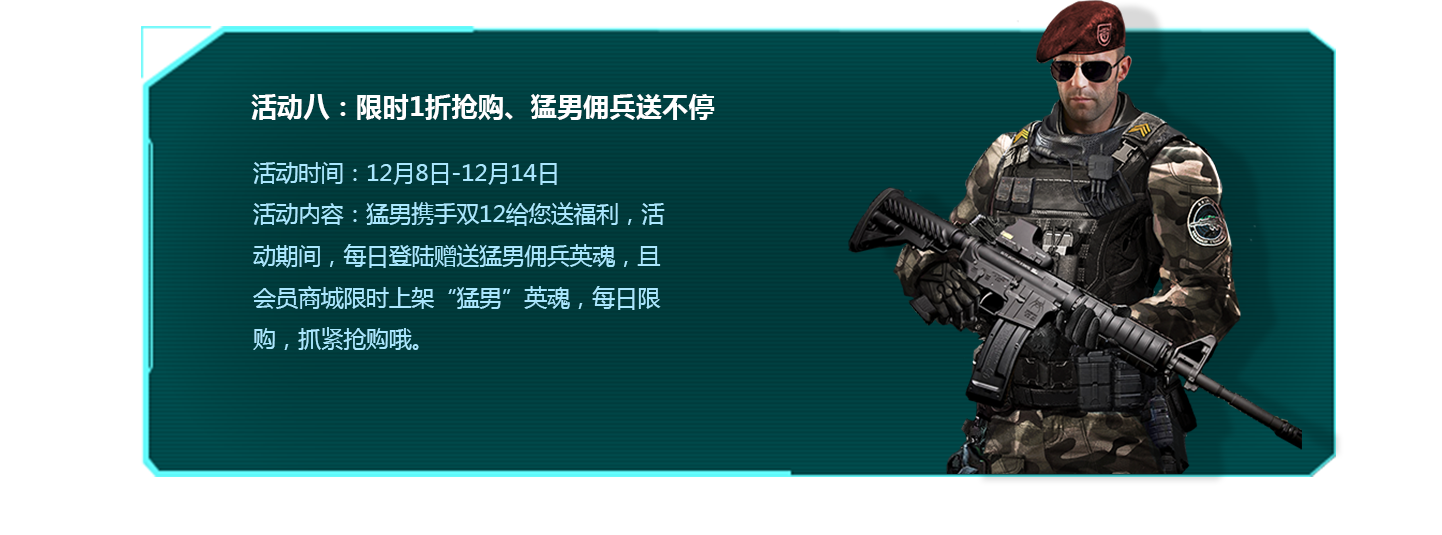 活动八：限时1折抢购、猛男佣兵送不停
活动时间：12月8日-12月14日
活动内容：猛男携手双12给您送福利，活
动期间，每日登陆赠送猛男佣兵英魂，且
会员商城限时上架“猛男”英魂，每日限
购，抓紧抢购哦。